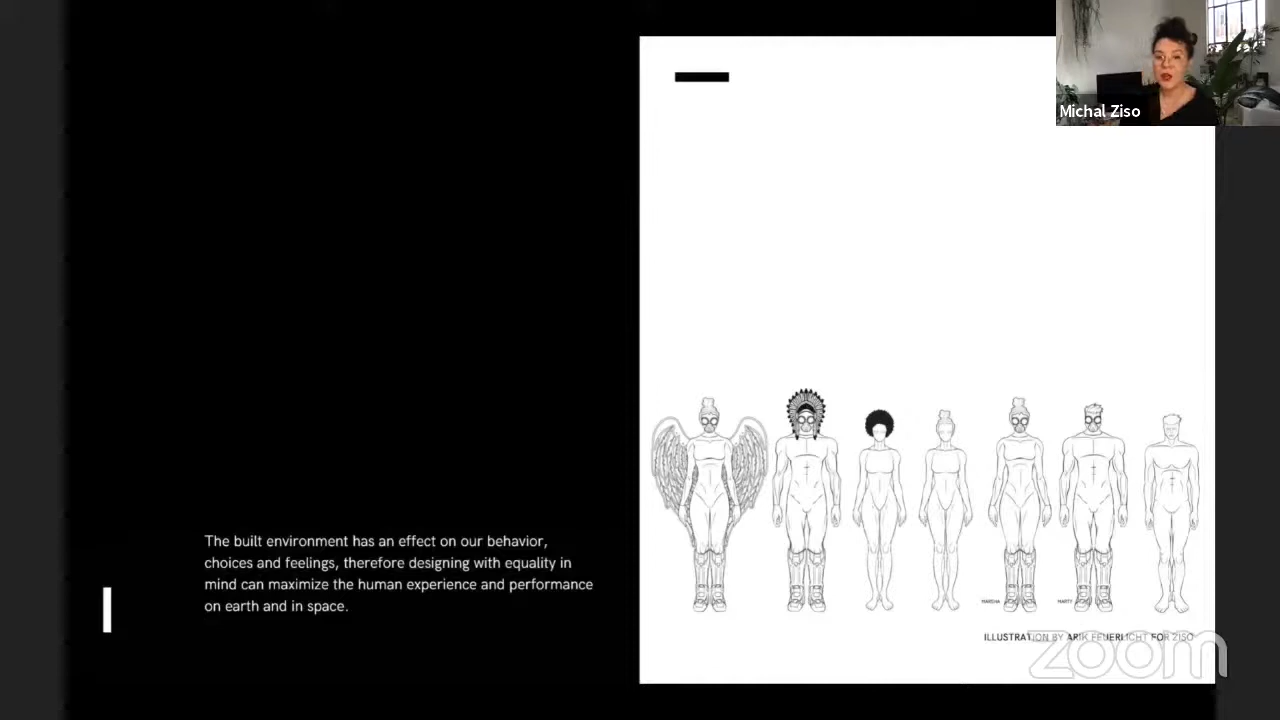 Michal Ziso
The built environment has an effect on our behavior,
choices and feelings, therefore designing with equality in
mind can maximize the human experience and performance
on earth and in space.
MARSHA
MARTY
ILLUSTRATION BY ARIK FEUERLICHT FOR ZISO
zoom